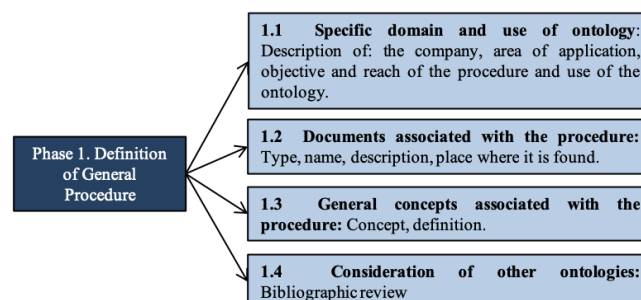 1.1 Specific domain and use of ontology:
Description of: the company, area of application,
objective and reach of the procedure and use of the
ontology.
Phase 1. Definition
of General
Procedure
1.2 Documents associated with the procedure:
Type, name, description, place where it is found.
1.3 General concepts associated with the
procedure: Concept, definition.
1.4 Consideration of other ontologies:
Bibliographic review